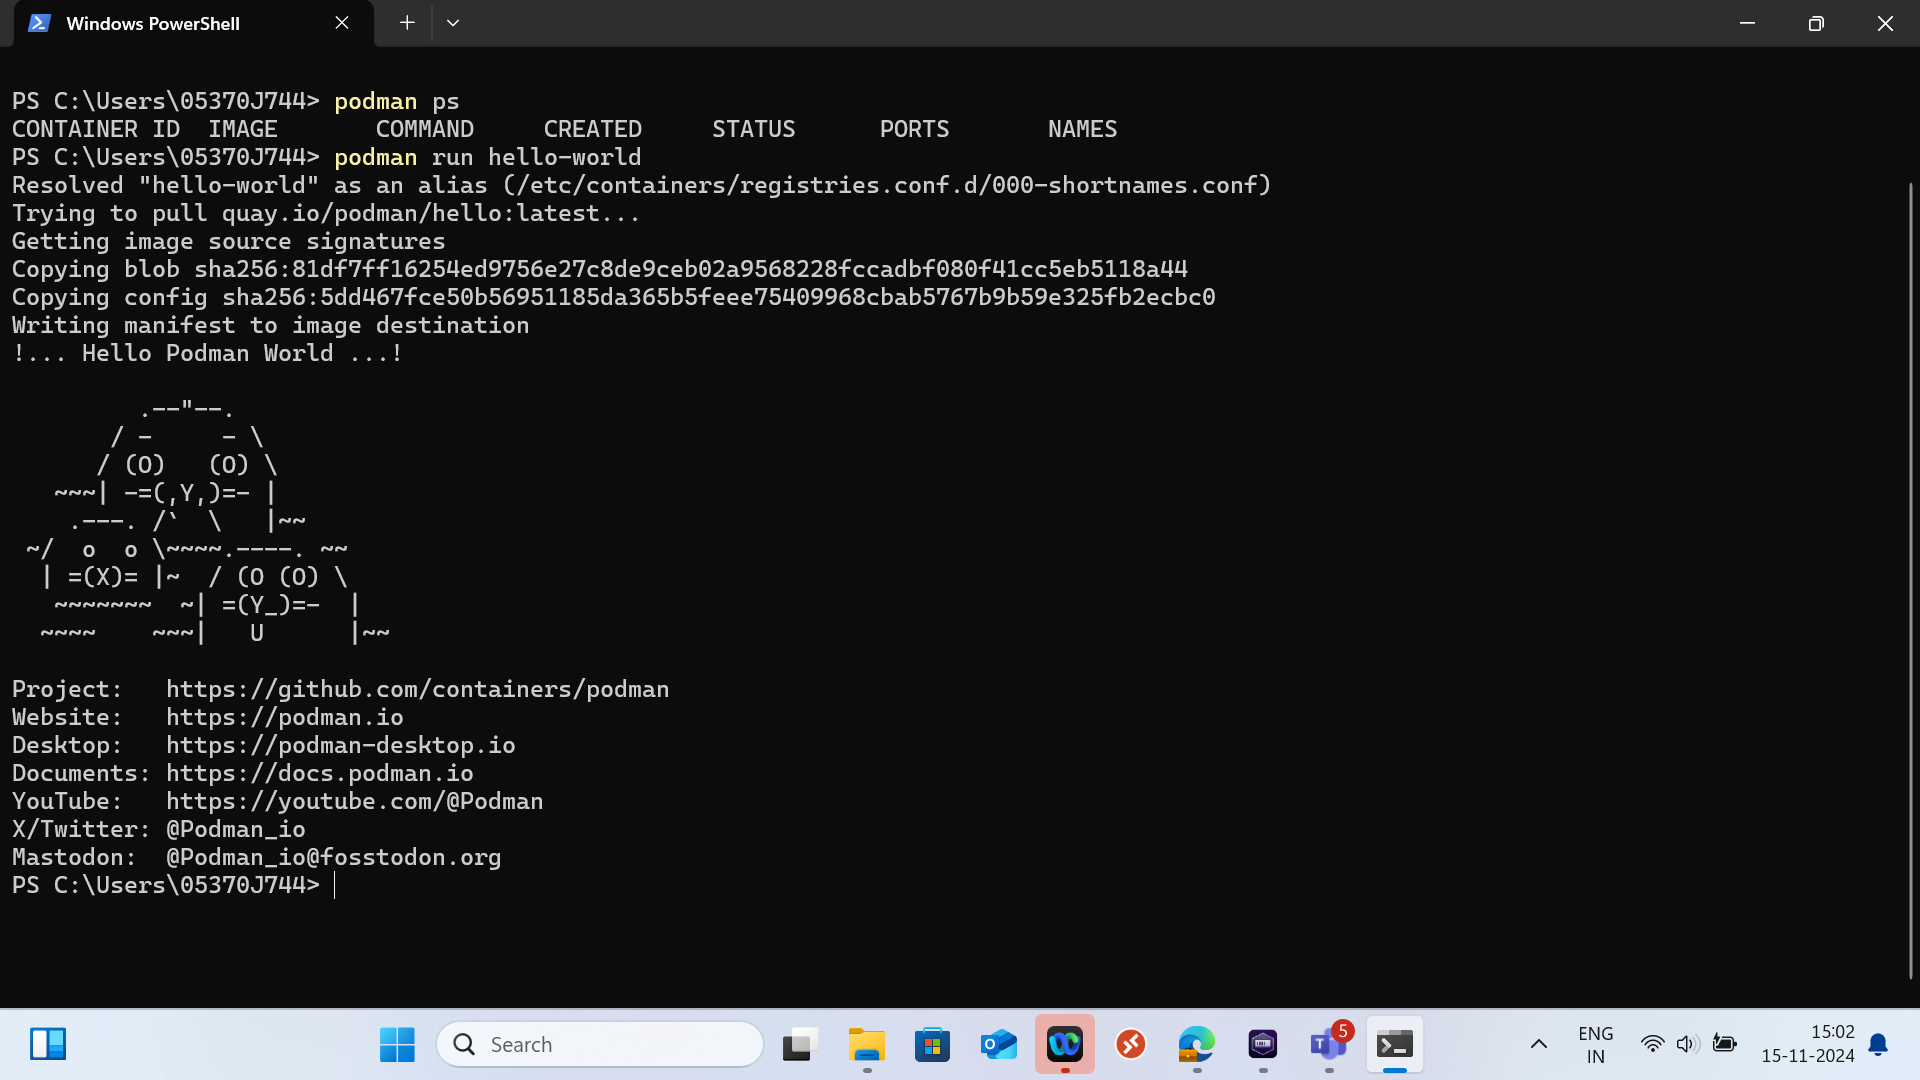 Windows PowerShell
PS C:\Users\05370J744> podman ps
CONTAINER ID  IMAGE       COMMAND     CREATED     STATUS      PORTS       NAMES
PS C:\Users\05370J744> podman run hello-world
Resolved "hello-world" as an alias (/etc/containers/registries.conf.d/000-shortnames.conf)
Trying to pull quay.io/podman/hello:latest...
Getting image source signatures
Copying blob sha256:81df7ff16254ed9756e27c8de9ceb02a9568228fccadbf080f41cc5eb5118a44
Copying config sha256:5dd467fce50b56951185da365b5feee75409968cbab5767b9b59e325fb2ecbc0
Writing manifest to image destination
!... Hello Podman World ...!

         .--"--.
       / -     - \
      / (O)   (O) \
   ~~~| -=(,Y,)=- |
    .---. /`  \   |~~
 ~/  o  o \~~~~.----. ~~
  | =(X)= |~  / (O (O) \
   ~~~~~~~  ~| =(Y_)=-  |
  ~~~~    ~~~|   U      |~~

Project:   https://github.com/containers/podman
Website:   https://podman.io
Desktop:   https://podman-desktop.io
Documents: https://docs.podman.io
YouTube:   https://youtube.com/@Podman
X/Twitter: @Podman_io
Mastodon:  @Podman_io@fosstodon.org
PS C:\Users\05370J744>
Search
5
ENG
IN
15:02
15-11-2024